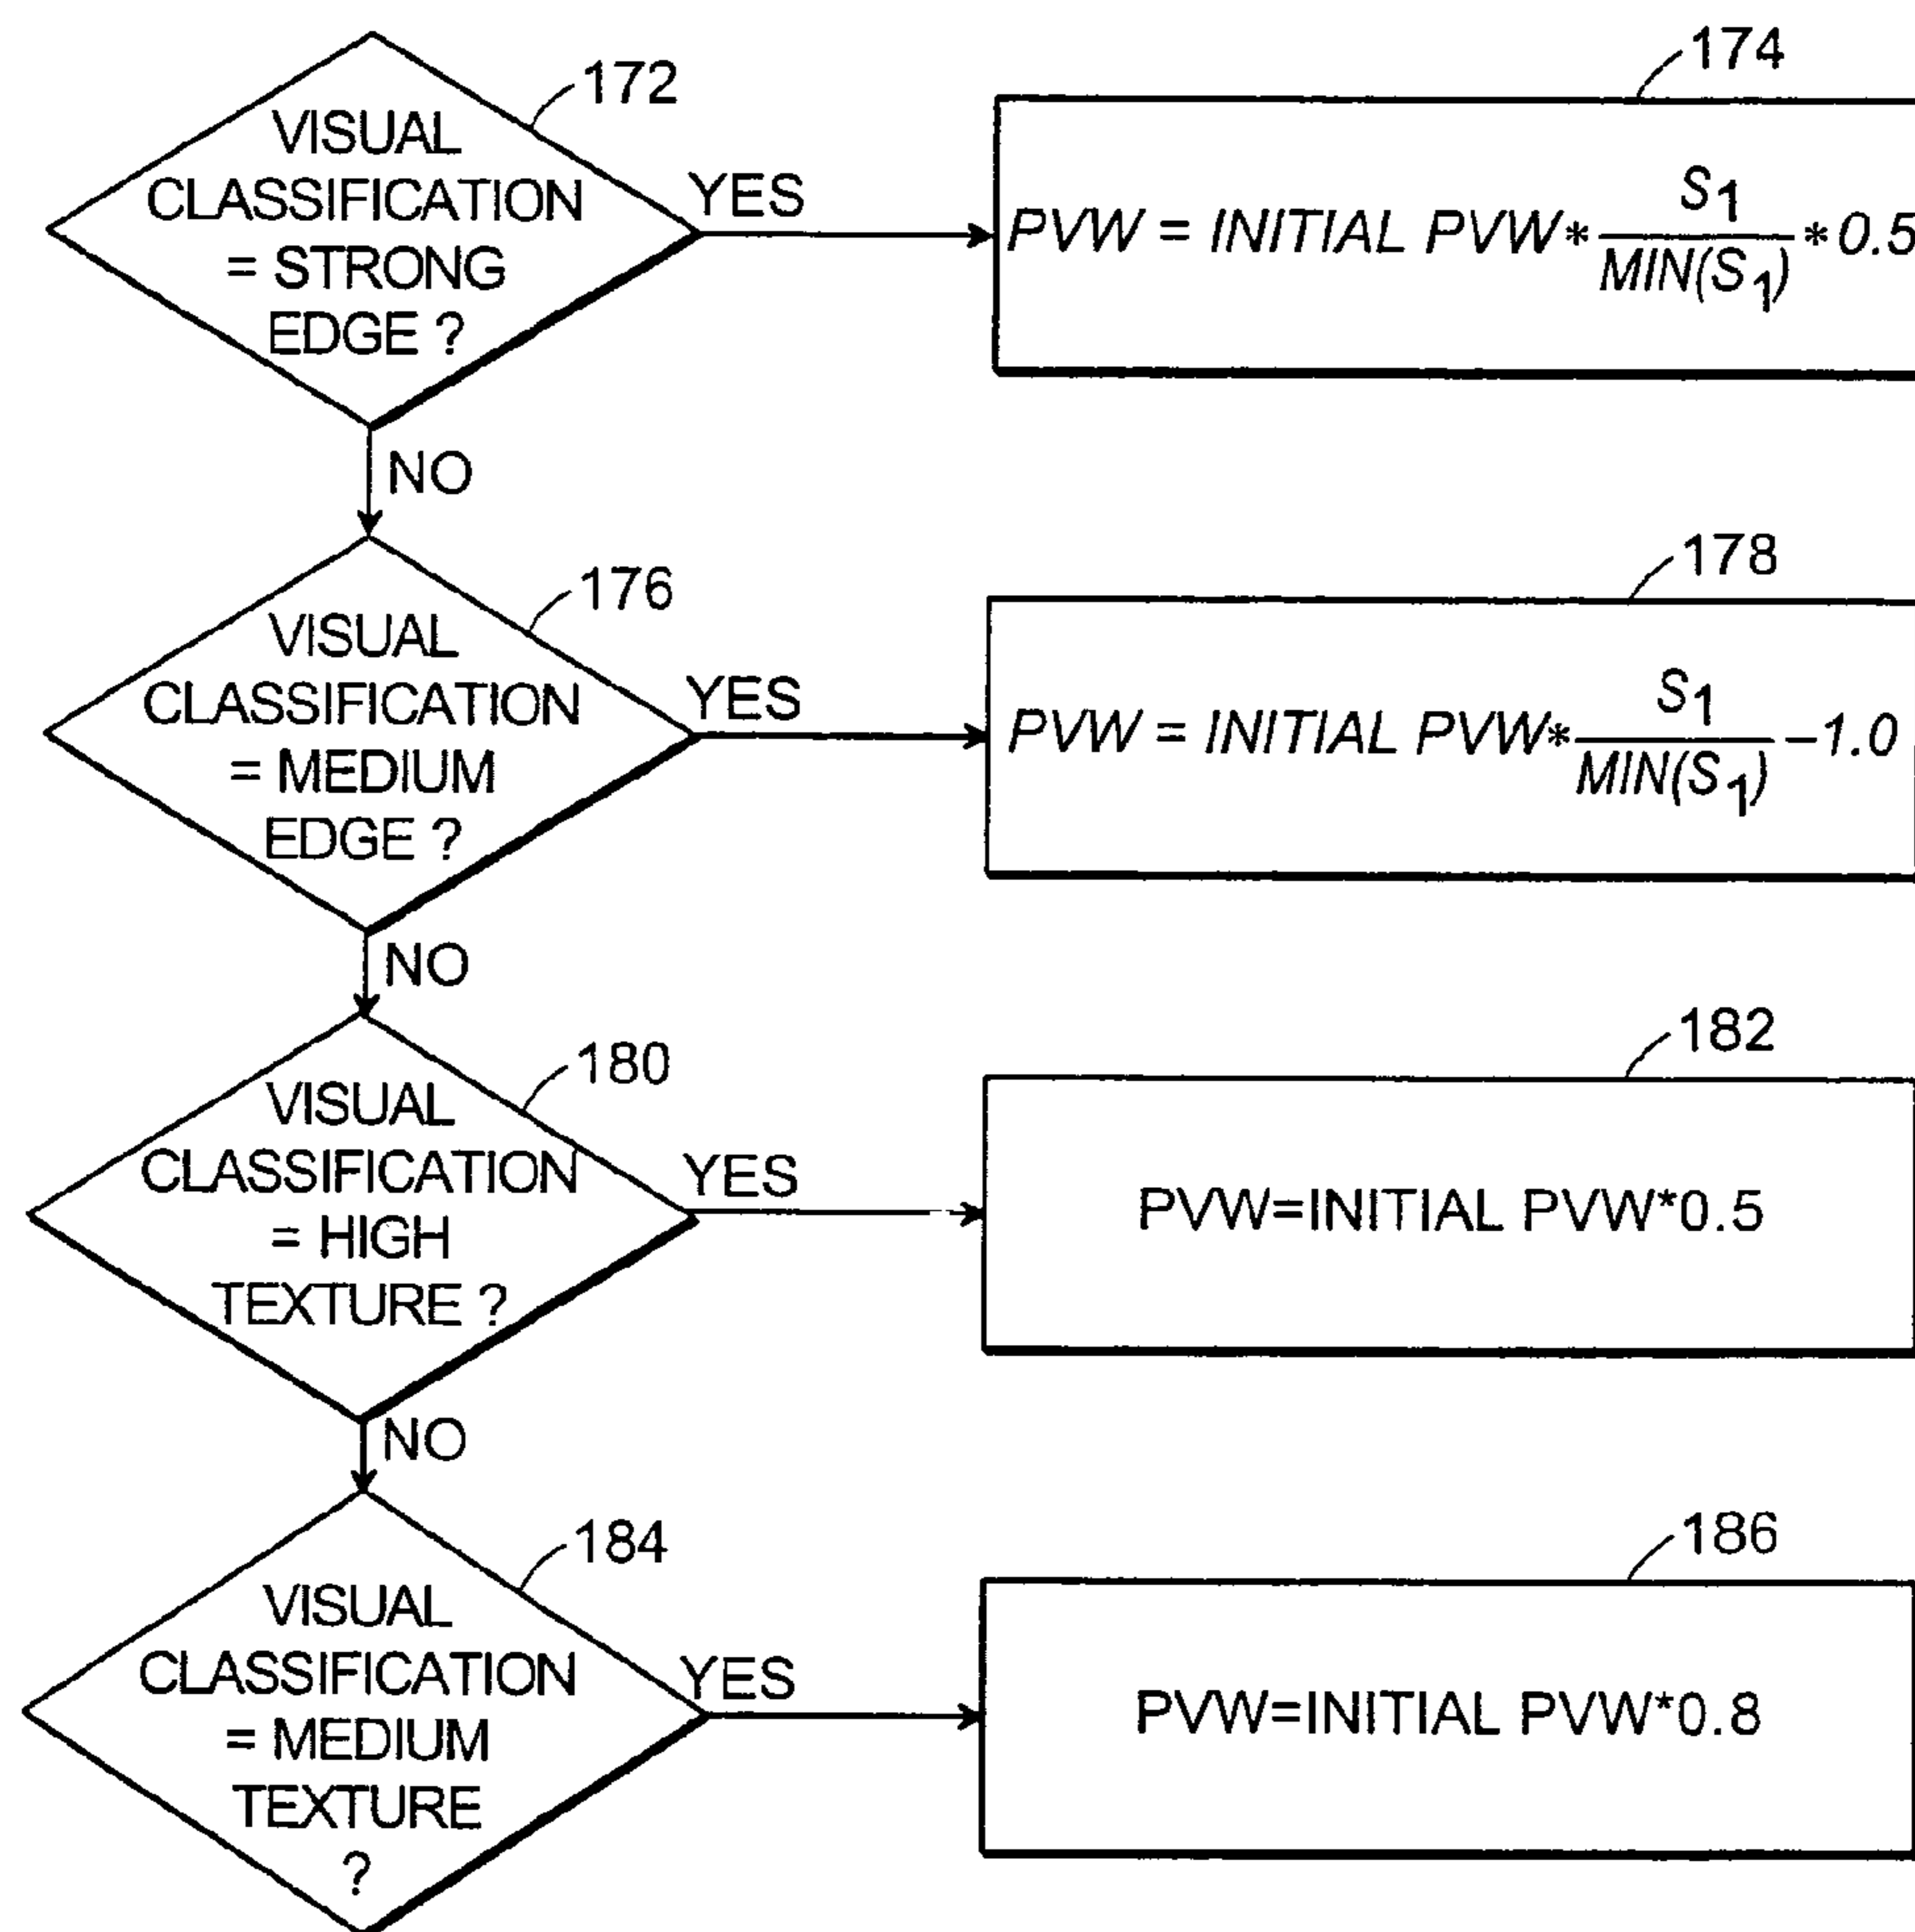 172
VISUAL
CLASSIFICATION
= STRONG
EDGE ?
YES
174
PVW = INITIAL PVW*S1/MIN(S1)*0.5
NO
176
VISUAL
CLASSIFICATION
= MEDIUM
EDGE ?
YES
178
PVW = INITIAL PVW*S1/MIN(S1)–1.0
NO
180
VISUAL
CLASSIFICATION
= HIGH
TEXTURE ?
YES
182
PVW=INITIAL PVW*0.5
NO
184
VISUAL
CLASSIFICATION
= MEDIUM
TEXTURE
?
YES
186
PVW=INITIAL PVW*0.8